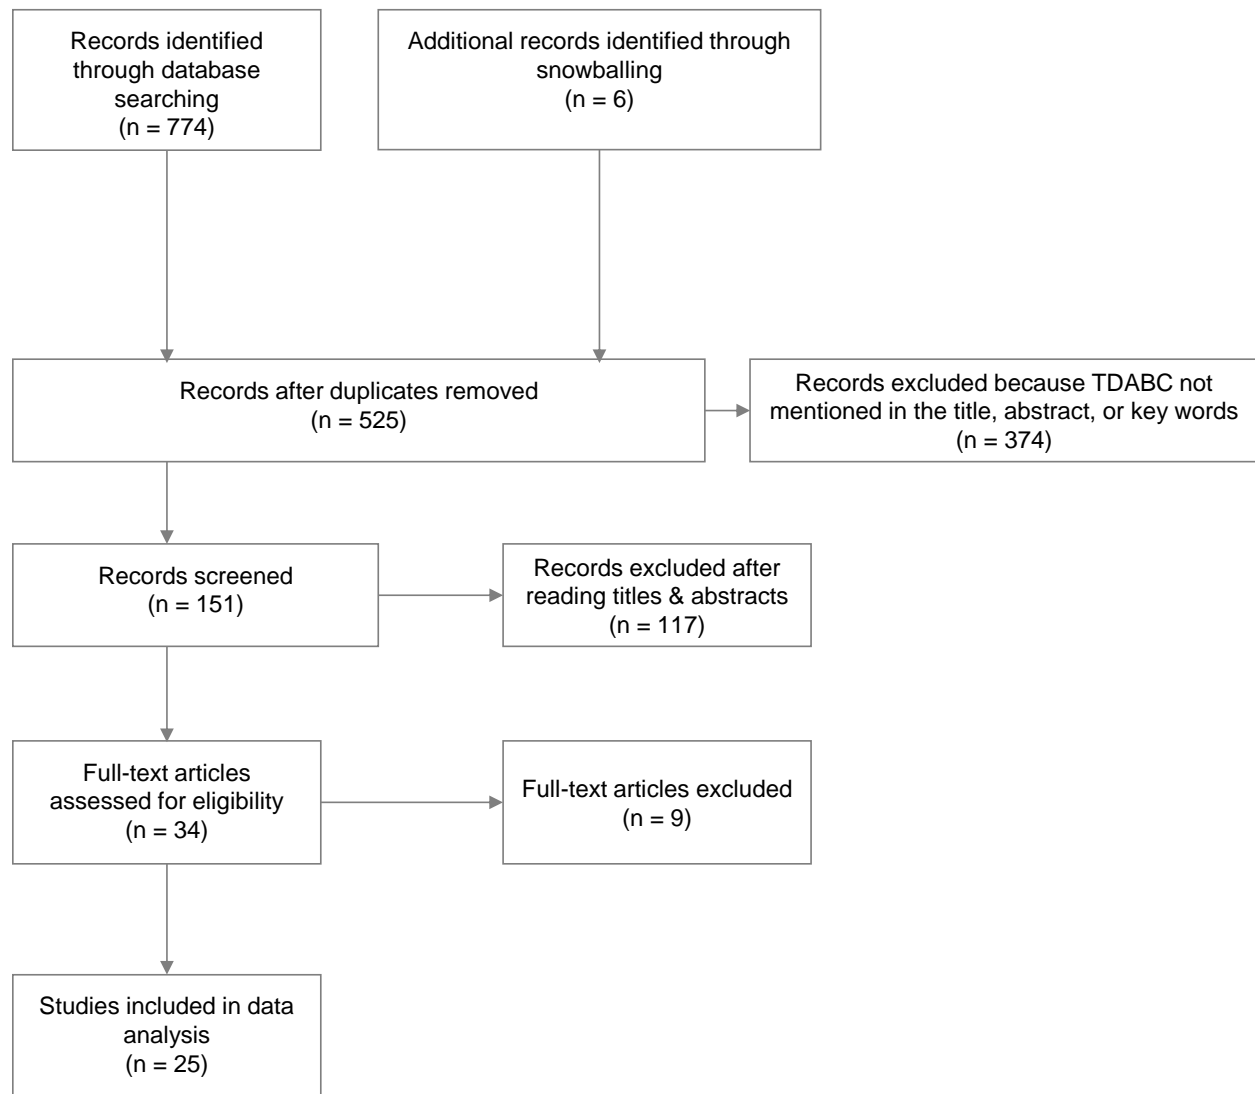 Records identified
through database
searching
(n = 774)
Additional records identified through
snowballing
(n = 6)
Records after duplicates removed
(n = 525)
Records excluded because TDABC not
mentioned in the title, abstract, or key words
(n = 374)
Records screened
(n = 151)
Records excluded after
reading titles & abstracts
(n = 117)
Full-text articles
assessed for eligibility
(n = 34)
Full-text articles excluded
(n = 9)
Studies included in data
analysis
(n = 25)